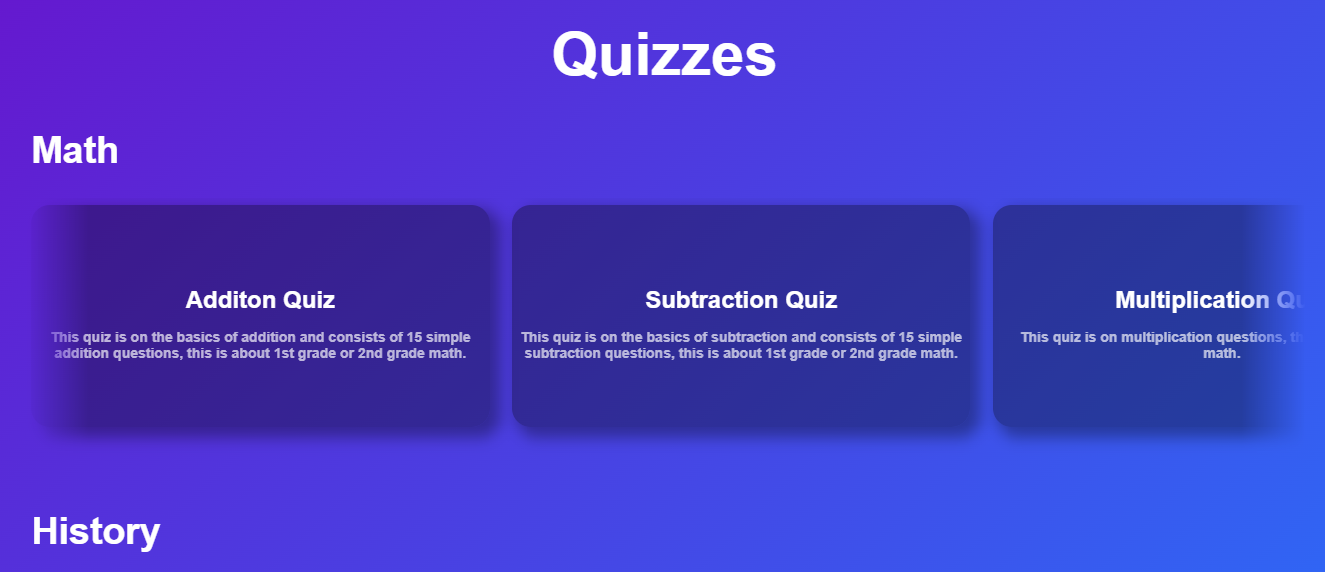 Quizzes
Math
Additon Quiz
This quiz is on the basics of addition and consists of 15 simple
addition questions, this is about 1st grade or 2nd grade math.
Subtraction Quiz
This quiz is on the basics of subtraction and consists of 15 simple
subtraction questions, this is about 1st grade or 2nd grade math.
Multiplication
This quiz is on multiplication questions,
math.
History